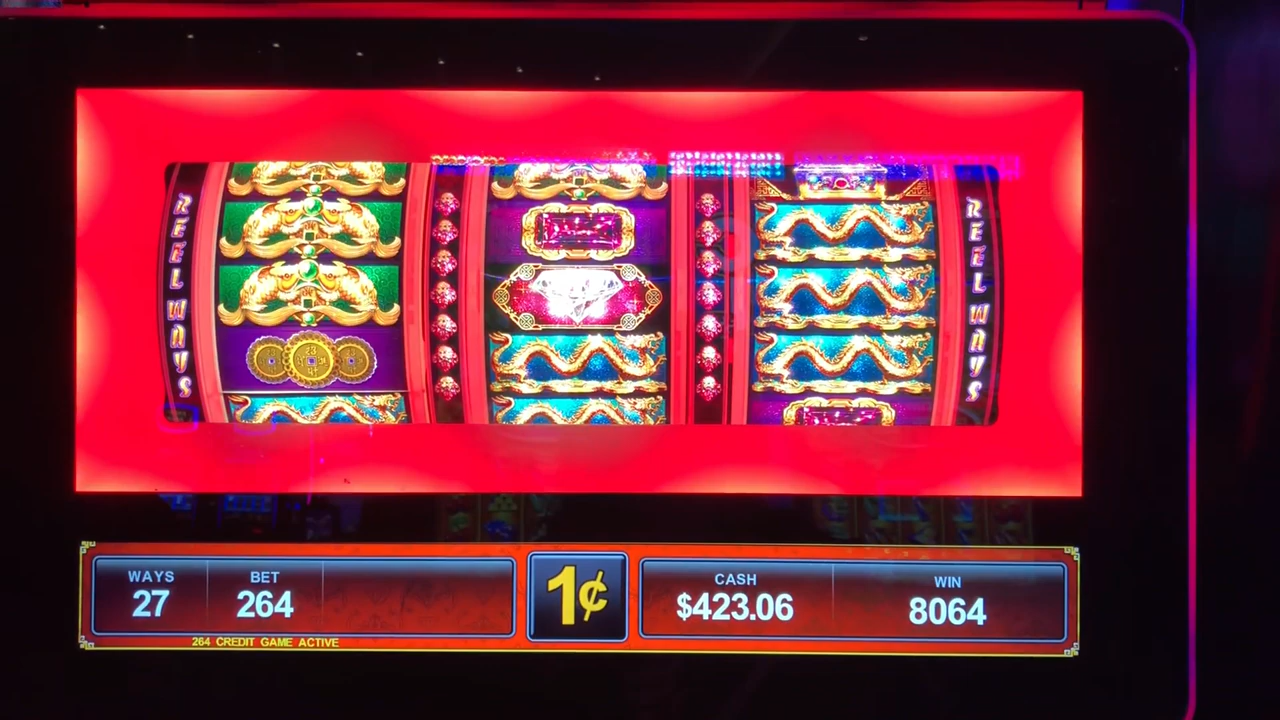 REEL WAYS
REEL WAYS
WAYS
27
BET
264
1¢
CASH
$423.06
WIN
8064
264 CREDIT GAME ACTIVE